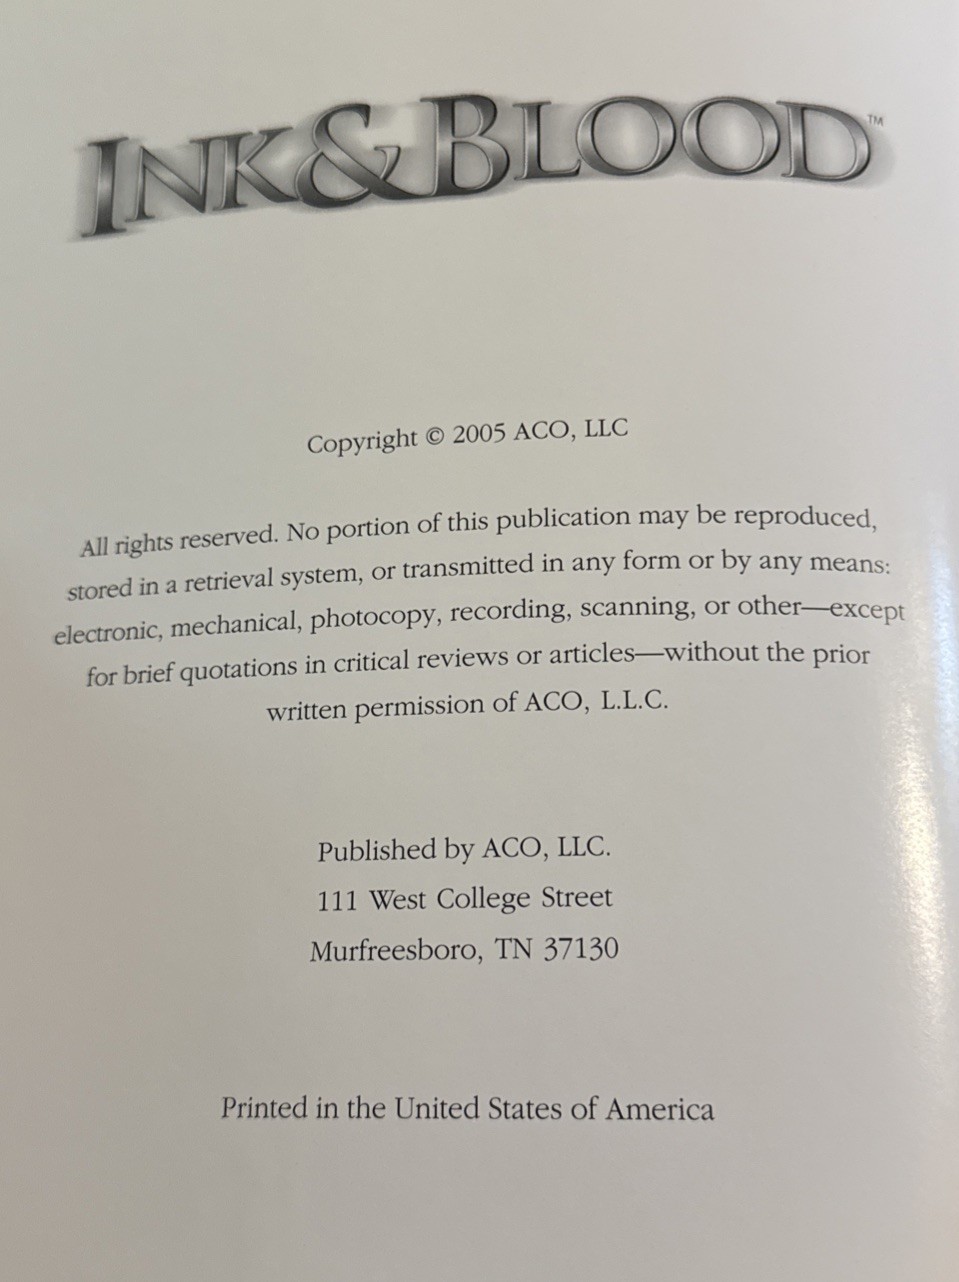 INK & BLOOD™
Copyright © 2005 ACO, LLC
All rights reserved. No portion of this publication may be reproduced,
stored in a retrieval system, or transmitted in any form or by any means:
electronic, mechanical, photocopy, recording, scanning, or other—except
for brief quotations in critical reviews or articles—without the prior
written permission of ACO, L.L.C.
Published by ACO, LLC.
111 West College Street
Murfreesboro, TN 37130
Printed in the United States of America